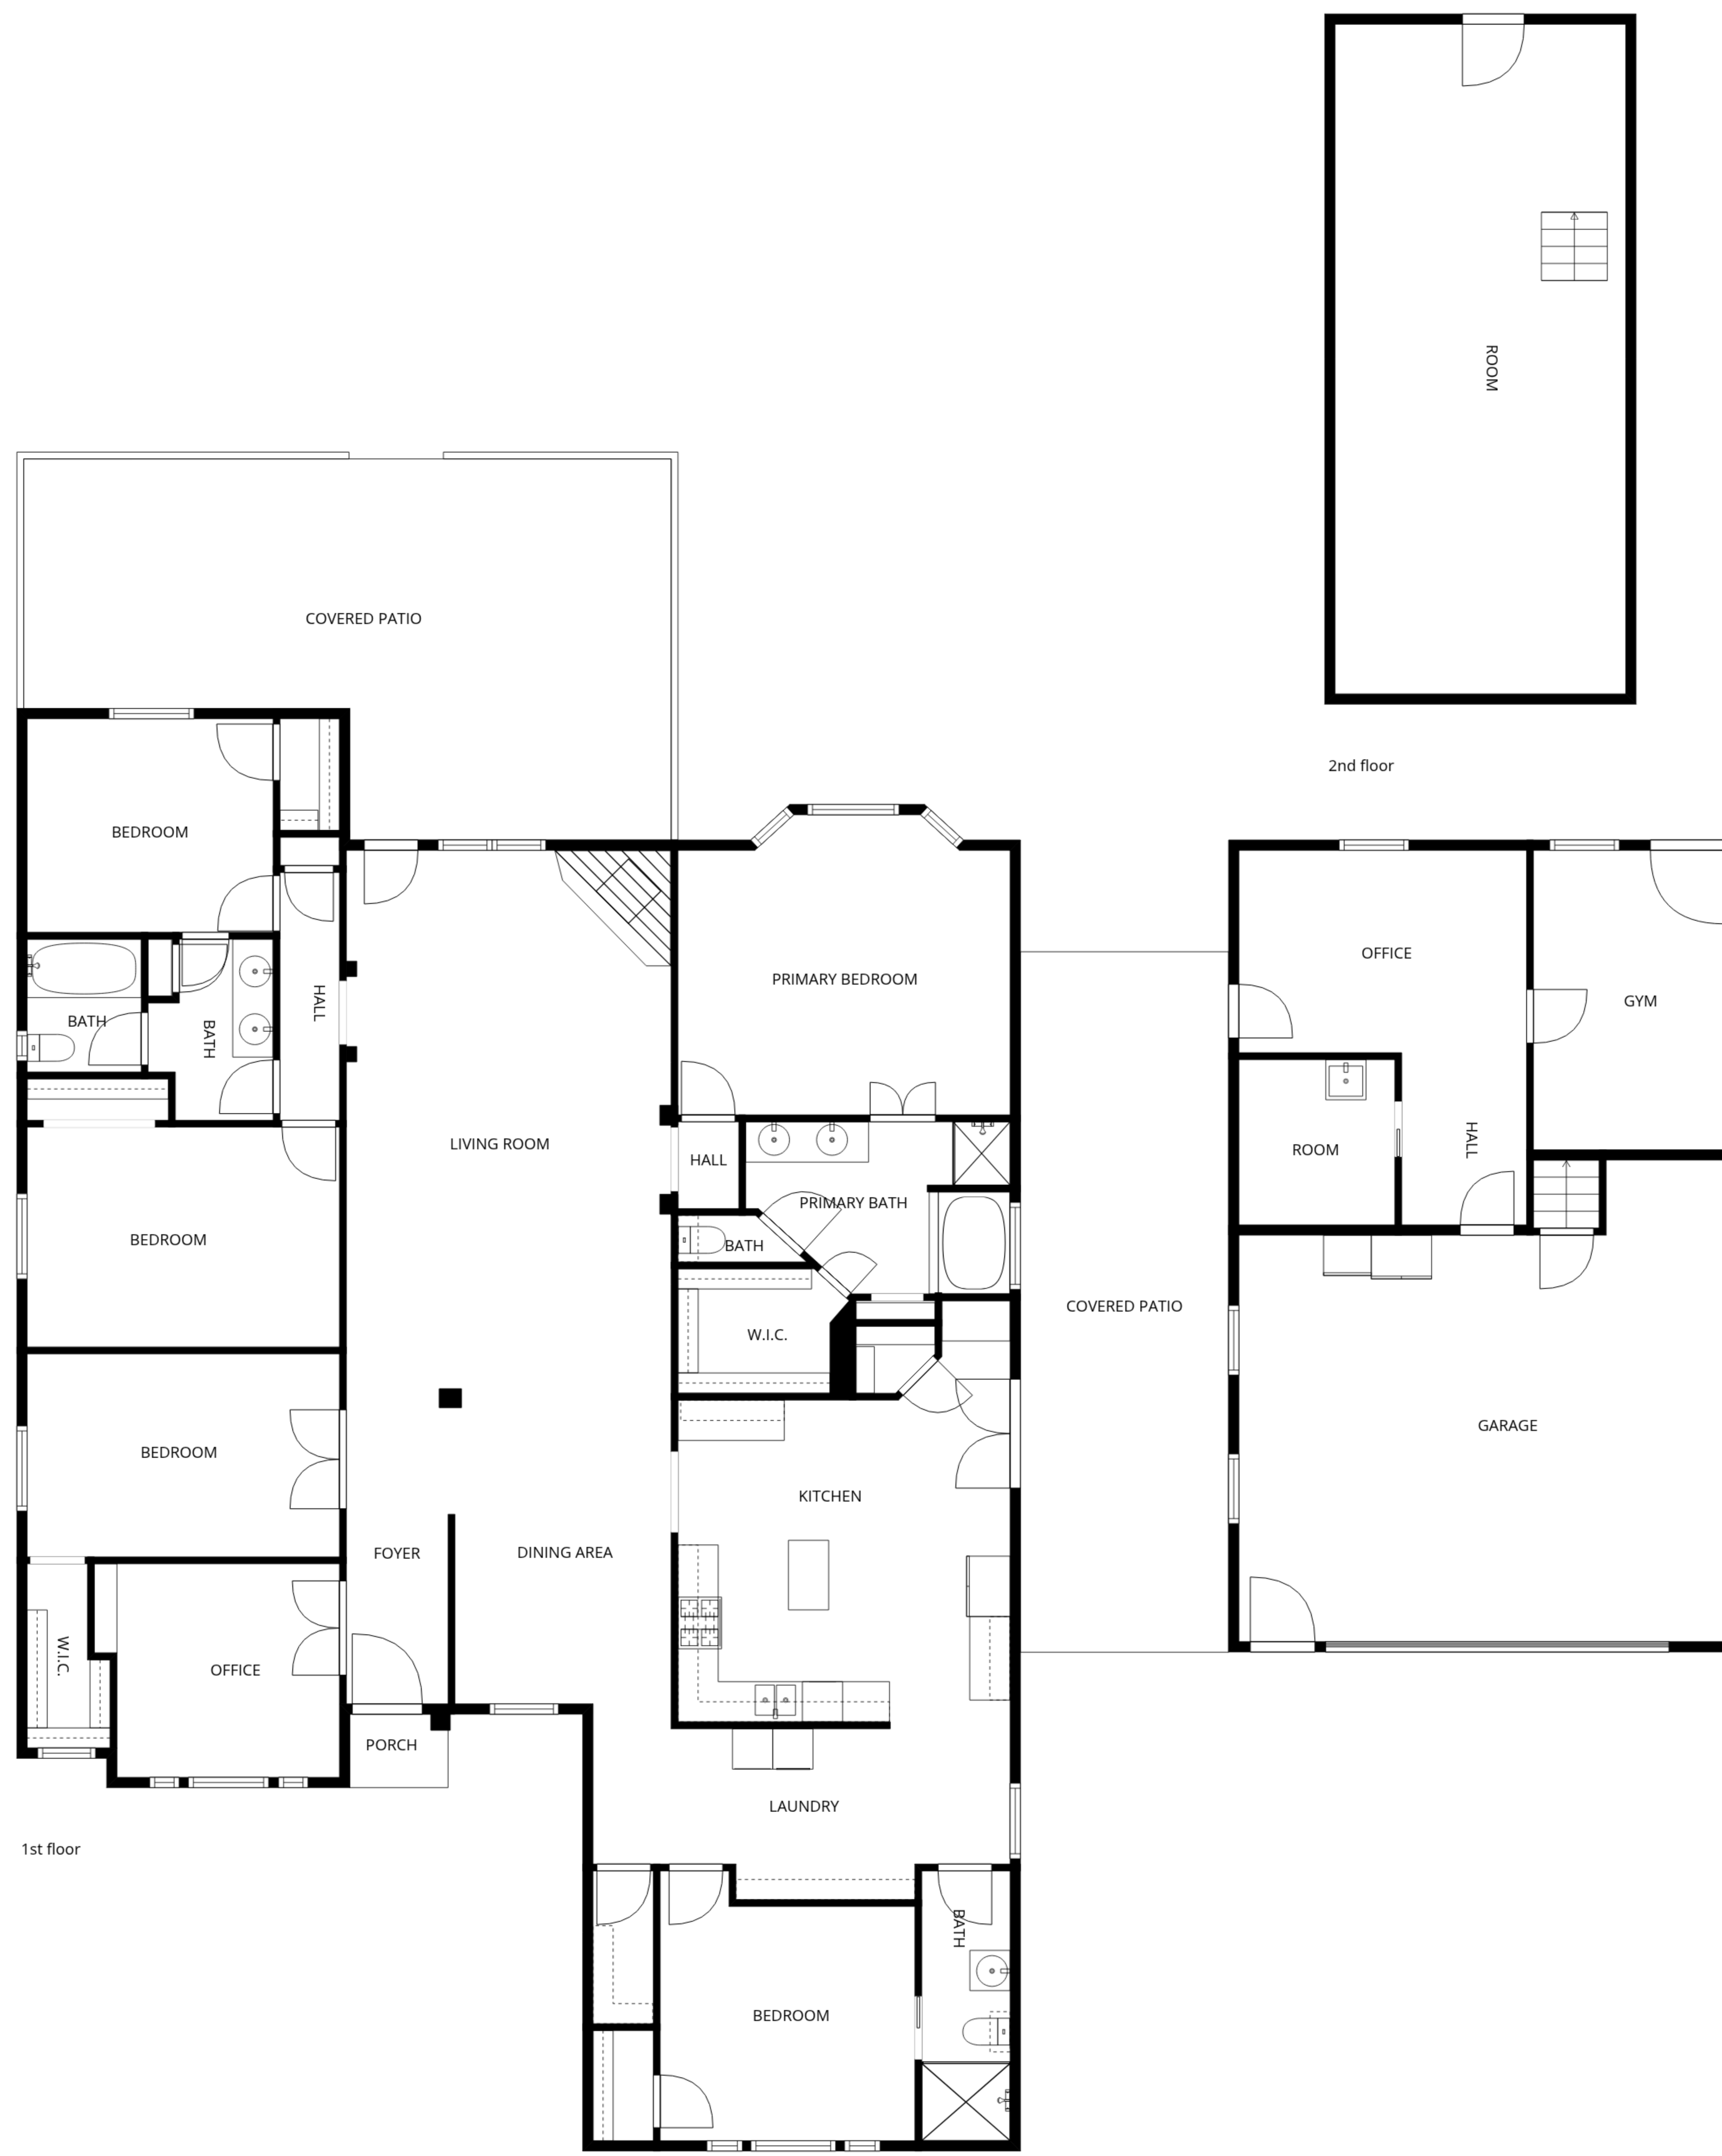 ROOM
2nd floor
COVERED PATIO
BEDROOM
OFFICE
PRIMARY BEDROOM
GYM
HALL
BATH
BATH
LIVING ROOM
HALL
HALL
ROOM
PRIMARY BATH
BEDROOM
BATH
COVERED PATIO
W.I.C.
GARAGE
BEDROOM
KITCHEN
FOYER
DINING AREA
W.I.C.
OFFICE
PORCH
LAUNDRY
1st floor
BATH
BEDROOM